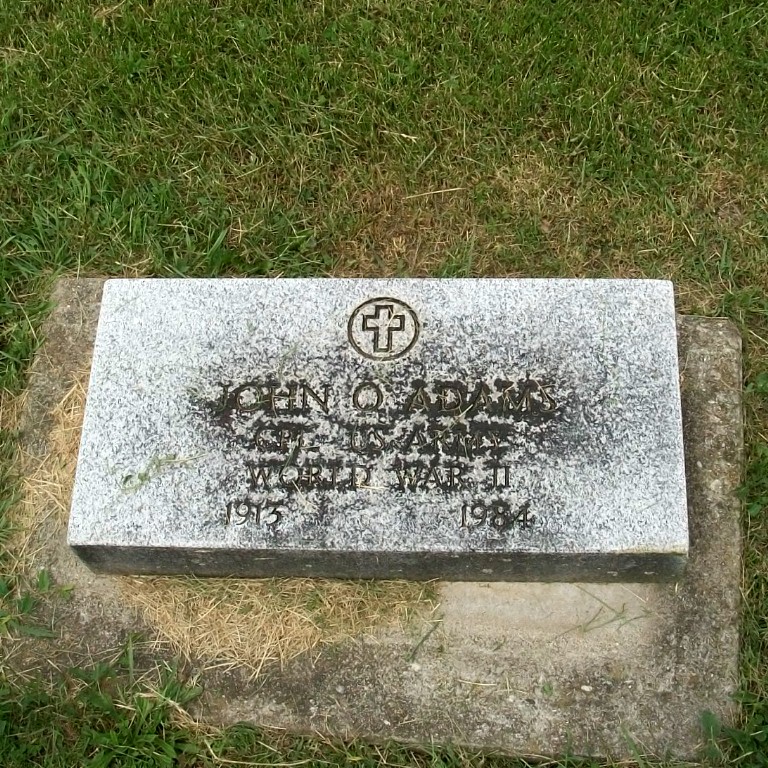 JOHN O ADAMS
CPL US ARMY
WORLD WAR II
1913 1984